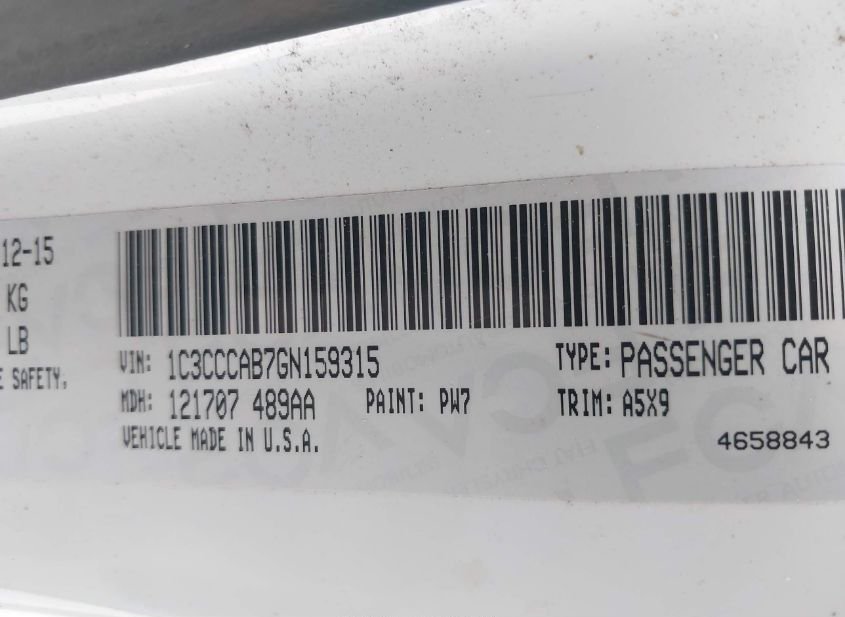 12-15
KG
LB
E SAFETY,
VIN: 1C3CCCAB7GN159315
TYPE: PASSENGER CAR
MDH: 121707 489AA
PAINT: PW7
TRIM: A5X9
VEHICLE MADE IN U.S.A.
4658843